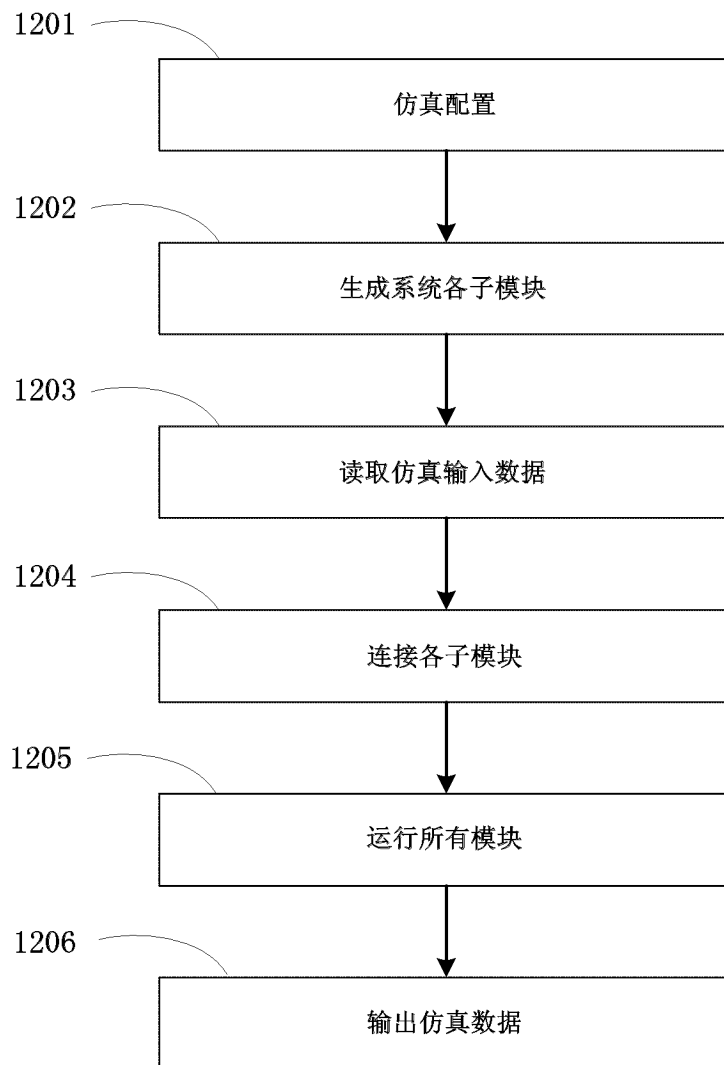 1201
仿真配置
1202
生成系统各子模块
1203
读取仿真输入数据
1204
连接各子模块
1205
运行所有模块
1206
输出仿真数据